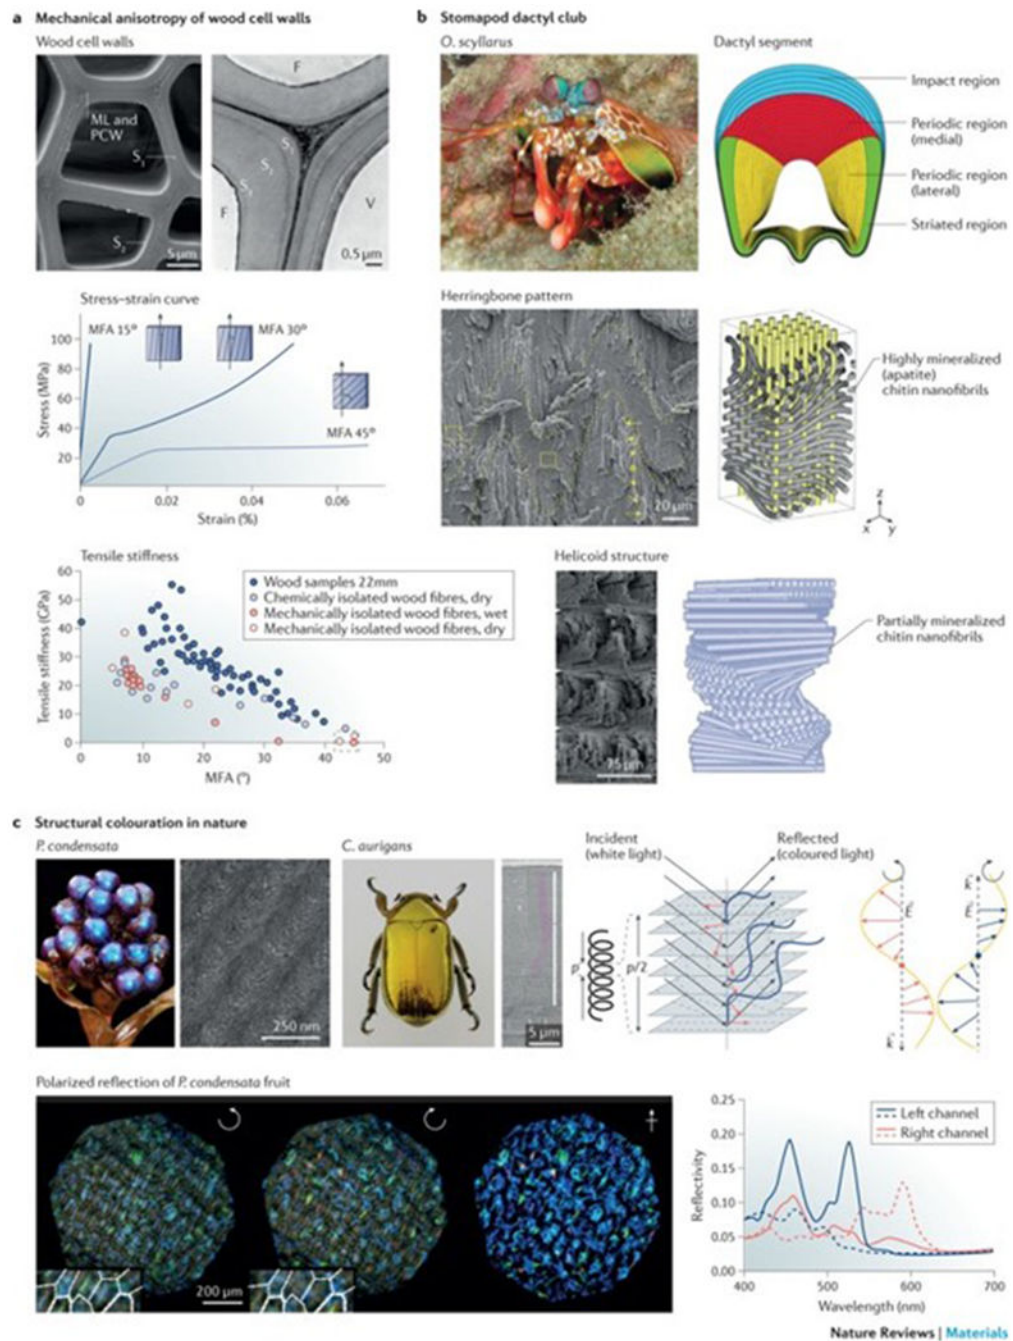 a Mechanical anisotropy of wood cell walls
Wood cell walls
ML and
PCW
S1
S2
5 µm
F
S1
S2
S3
F
V
0.5 µm
Stress–strain curve
Stress (MPa)
100
80
60
40
20
MFA 15°
MFA 30°
MFA 45°
0
0.02
0.04
0.06
Strain (%)
Tensile stiffness
Tensile stiffness (GPa)
60
50
40
30
20
10
0
Wood samples 22mm
Chemically isolated wood fibres, dry
Mechanically isolated wood fibres, wet
Mechanically isolated wood fibres, dry
0
10
20
30
40
50
MFA (°)
b Stomapod dactyl club
O. scyllarus
Dactyl segment
Impact region
Periodic region
(medial)
Periodic region
(lateral)
Striated region
Herringbone pattern
20 µm
Highly mineralized
(apatite)
chitin nanofibrils
z
x
y
Helicoid structure
75 µm
Partially mineralized
chitin nanofibrils
c Structural colouration in nature
P. condensata
250 nm
C. aurigans
5 µm
Incident
(white light)
Reflected
(coloured light)
p
p/2
Polarized reflection of P. condensata fruit
200 µm
Reflectivity
0.25
0.20
0.15
0.10
0.05
0.00
Left channel
Right channel
400
500
600
700
Wavelength (nm)
Nature Reviews | Materials